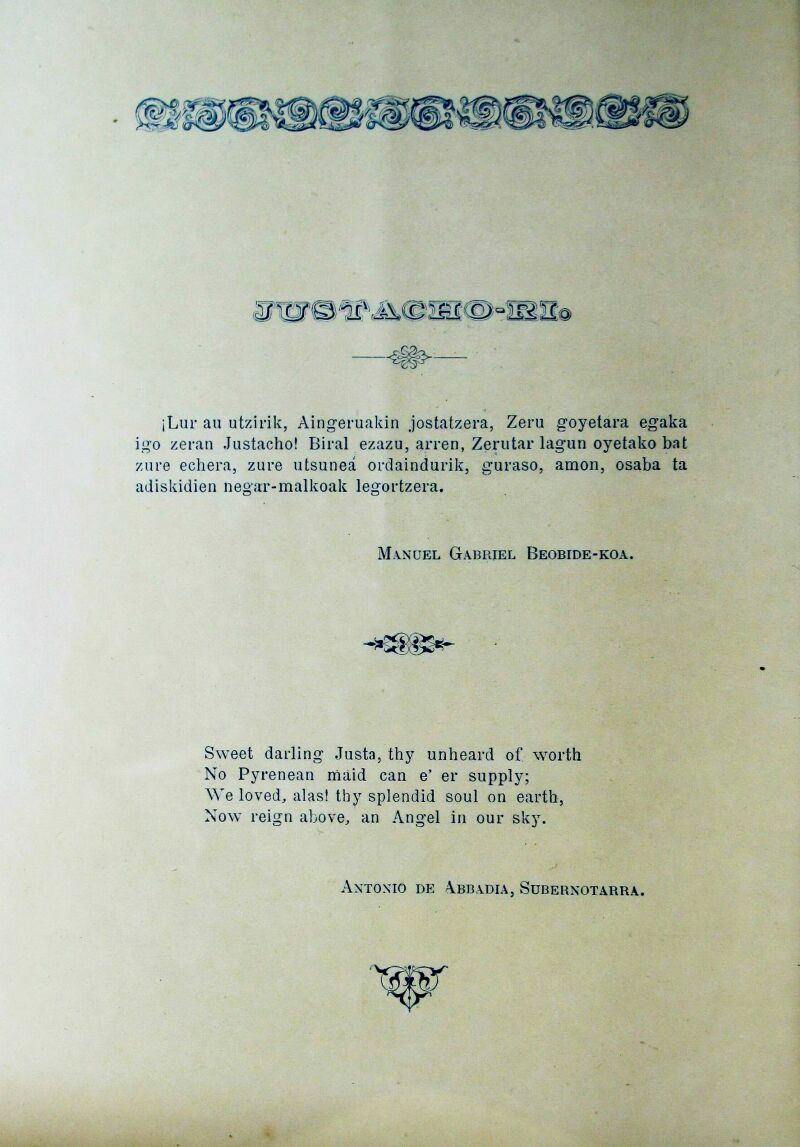 JUSTACHO-RI.
¡Lur au utzirik, Aingeruakin jostatzera, Zeru goyetara egaka
igo zeran Justacho! Biral ezazu, arren, Zerutar lagun oyetako bat
zure echera, zure utsuneá ordaindurik, guraso, amon, osaba ta
adiskidien negar-malkoak legortzera.
MANUEL GABRIEL BEOBIDE-KOA.
Sweet darling Justa, thy unheard of worth
No Pyrenean maid can e' er supply;
We loved, alas! thy splendid soul on earth,
Now reign above, an Angel in our sky.
ANTONIO DE ABBADIA, SUBERNOTARRA.